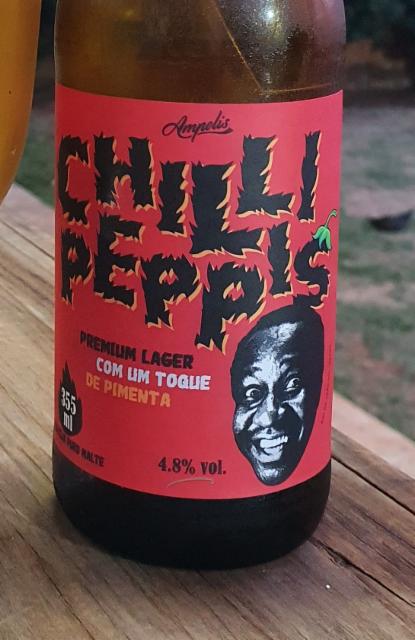 Ampolis
CHILLI
PEPPIS
PREMIUM LAGER
COM UM TOQUE
DE PIMENTA
355
ml
PURO MALTE
4.8% vol.